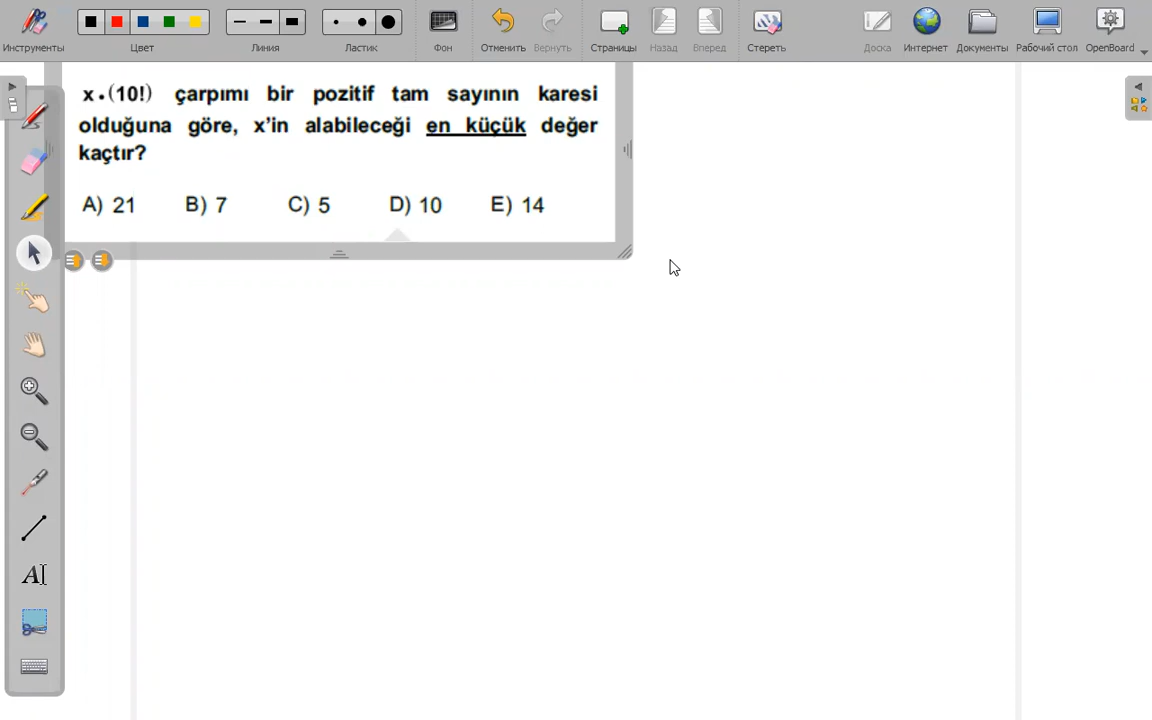 Инструменты Цвет Линия Ластик Фон Отменить Вернуть Страницы Назад Вперед Стереть Доска Интернет Документы Рабочий стол OpenBoard
x.(10!) çarpımı bir pozitif tam sayının karesi
olduğuna göre, x'in alabileceği en küçük değer
kaçtır?
A) 21 B) 7 C) 5 D) 10 E) 14